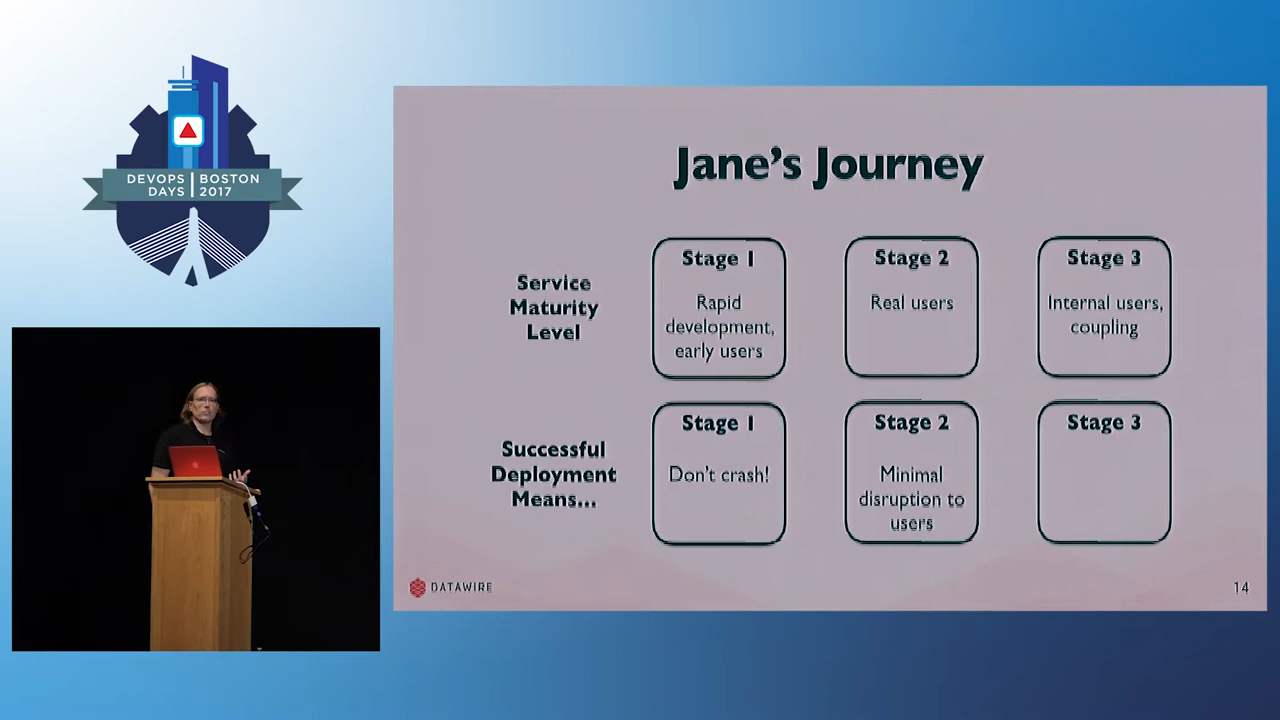 DEVOPS | BOSTON
DAYS | 2017
Jane's Journey
Service
Maturity
Level
Stage 1
Rapid
development,
early users
Stage 2
Real users
Stage 3
Internal users,
coupling
Successful
Deployment
Means...
Stage 1
Don't crash!
Stage 2
Minimal
disruption to
users
Stage 3
DATAWIRE
14